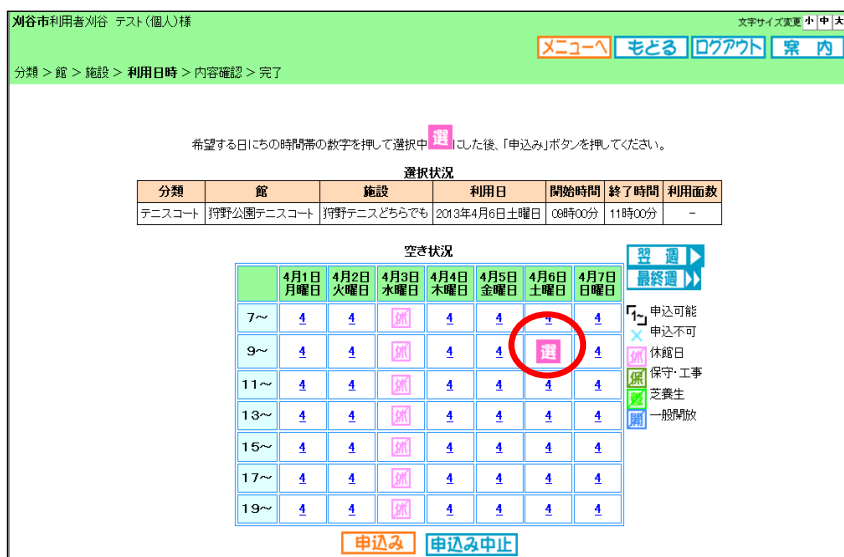 刈谷市利用者刈谷 テスト(個人)様 文字サイズ変更 小 中 大
メニューへ もどる ログアウト 案内
分類 > 館 > 施設 > 利用日時 > 内容確認 > 完了
希望する日にちの時間帯の数字を押して選択中 選 にした後、「申込み」ボタンを押してください。
選択状況
分類 館 施設 利用日 開始時間 終了時間 利用面数
テニスコート 狩野公園テニスコート 狩野テニスどちらでも 2013年4月6日土曜日 09時00分 11時00分 -
空き状況
翌週
最終週
4月1日 4月2日 4月3日 4月4日 4月5日 4月6日 4月7日
月曜日 火曜日 水曜日 木曜日 金曜日 土曜日 日曜日
7~ 4 4 休 4 4 4 4
9~ 4 4 休 4 4 選 4
11~ 4 4 休 4 4 4 4
13~ 4 4 休 4 4 4 4
15~ 4 4 休 4 4 4 4
17~ 4 4 休 4 4 4 4
19~ 4 4 休 4 4 4 4
1~ 申込可能
× 申込不可
休 休館日
保 保守・工事
芝養生
開 一般開放
申込み 申込み中止